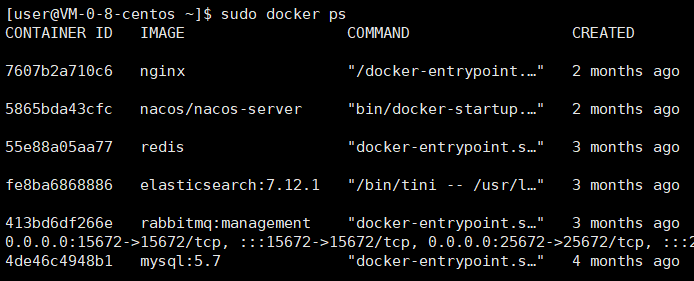 [user@VM-0-8-centos ~]$ sudo docker ps
CONTAINER ID   IMAGE                  COMMAND                  CREATED
7607b2a710c6   nginx                  "/docker-entrypoint.…"   2 months ago
5865bda43cfc   nacos/nacos-server     "bin/docker-startup.…"   2 months ago
55e88a05aa77   redis                  "docker-entrypoint.s…"   3 months ago
fe8ba6868886   elasticsearch:7.12.1   "/bin/tini -- /usr/l…"   3 months ago
413bd6df266e   rabbitmq:management    "docker-entrypoint.s…"   3 months ago
0.0.0.0:15672->15672/tcp, :::15672->15672/tcp, 0.0.0.0:25672->25672/tcp, :::2
4de46c4948b1   mysql:5.7              "docker-entrypoint.s…"   4 months ago